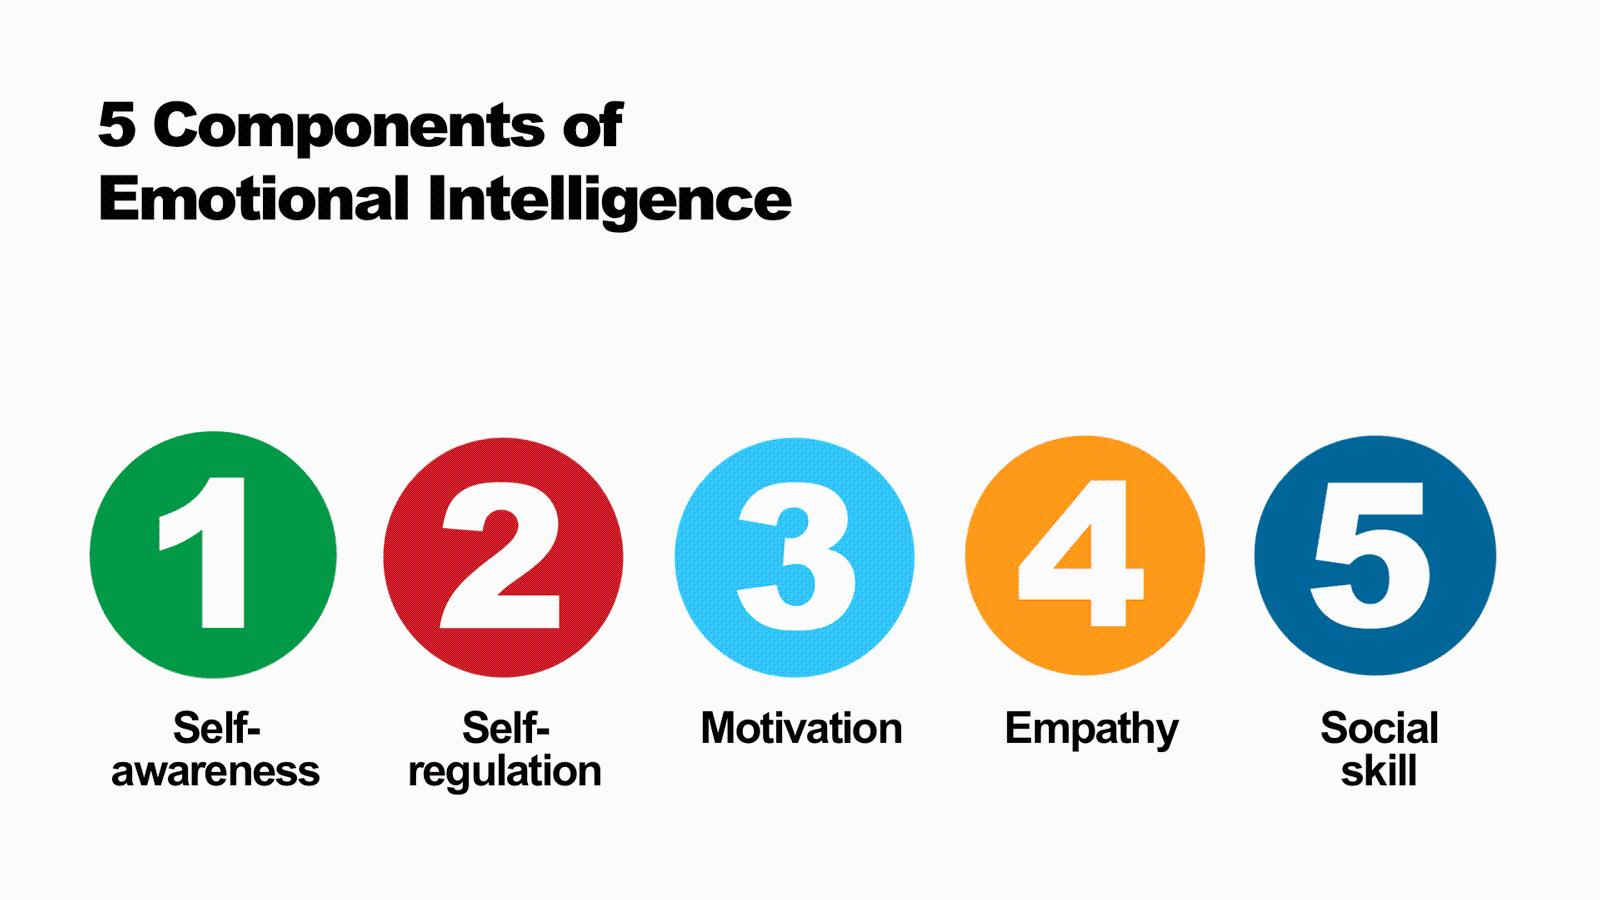 5 Components of
Emotional Intelligence
1
Self-
awareness
2
Self-
regulation
3
Motivation
4
Empathy
5
Social
skill